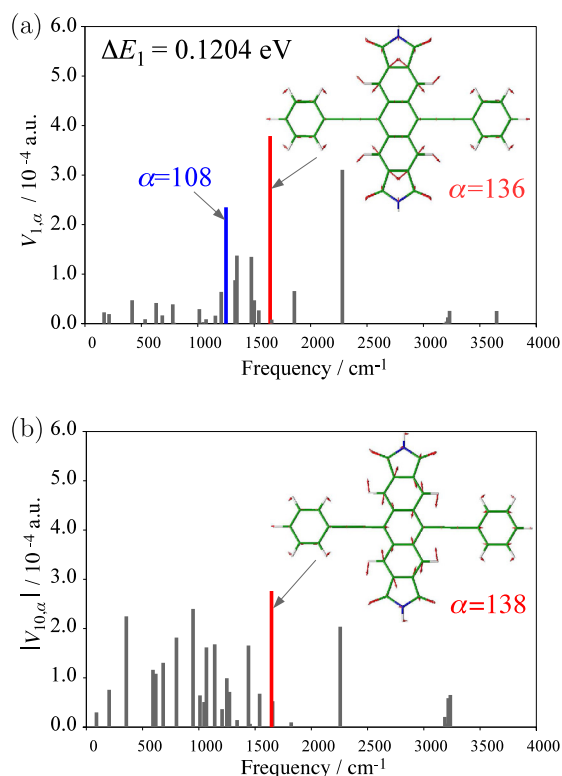 (a)
6.0
5.0
4.0
3.0
2.0
1.0
0.0
V1,α / 10⁻⁴ a.u.
ΔE₁ = 0.1204 eV
α=108
α=136
0 500 1000 1500 2000 2500 3000 3500 4000
Frequency / cm⁻¹
(b)
6.0
5.0
4.0
3.0
2.0
1.0
0.0
|V10,α| / 10⁻⁴ a.u.
α=138
0 500 1000 1500 2000 2500 3000 3500 4000
Frequency / cm⁻¹